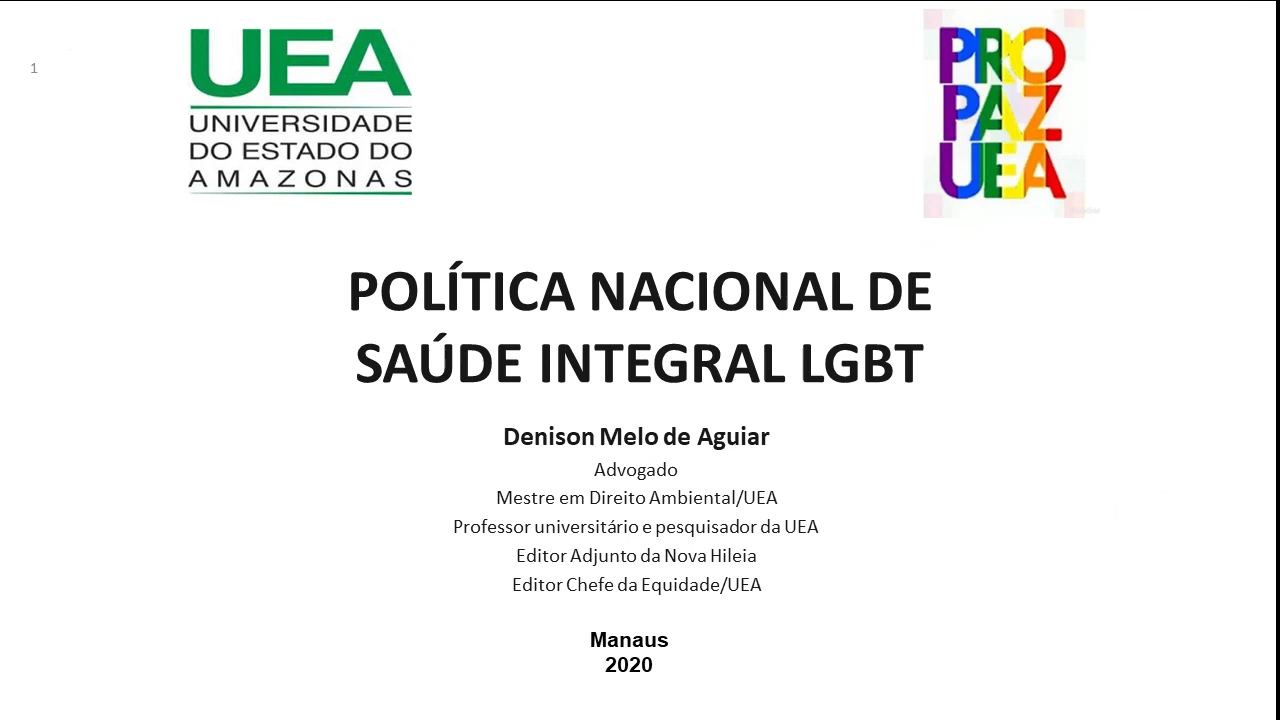 1
UEA
UNIVERSIDADE
DO ESTADO DO
AMAZONAS
PRO
PAZ
UEA
POLÍTICA NACIONAL DE
SAÚDE INTEGRAL LGBT
Denison Melo de Aguiar
Advogado
Mestre em Direito Ambiental/UEA
Professor universitário e pesquisador da UEA
Editor Adjunto da Nova Hileia
Editor Chefe da Equidade/UEA
Manaus
2020